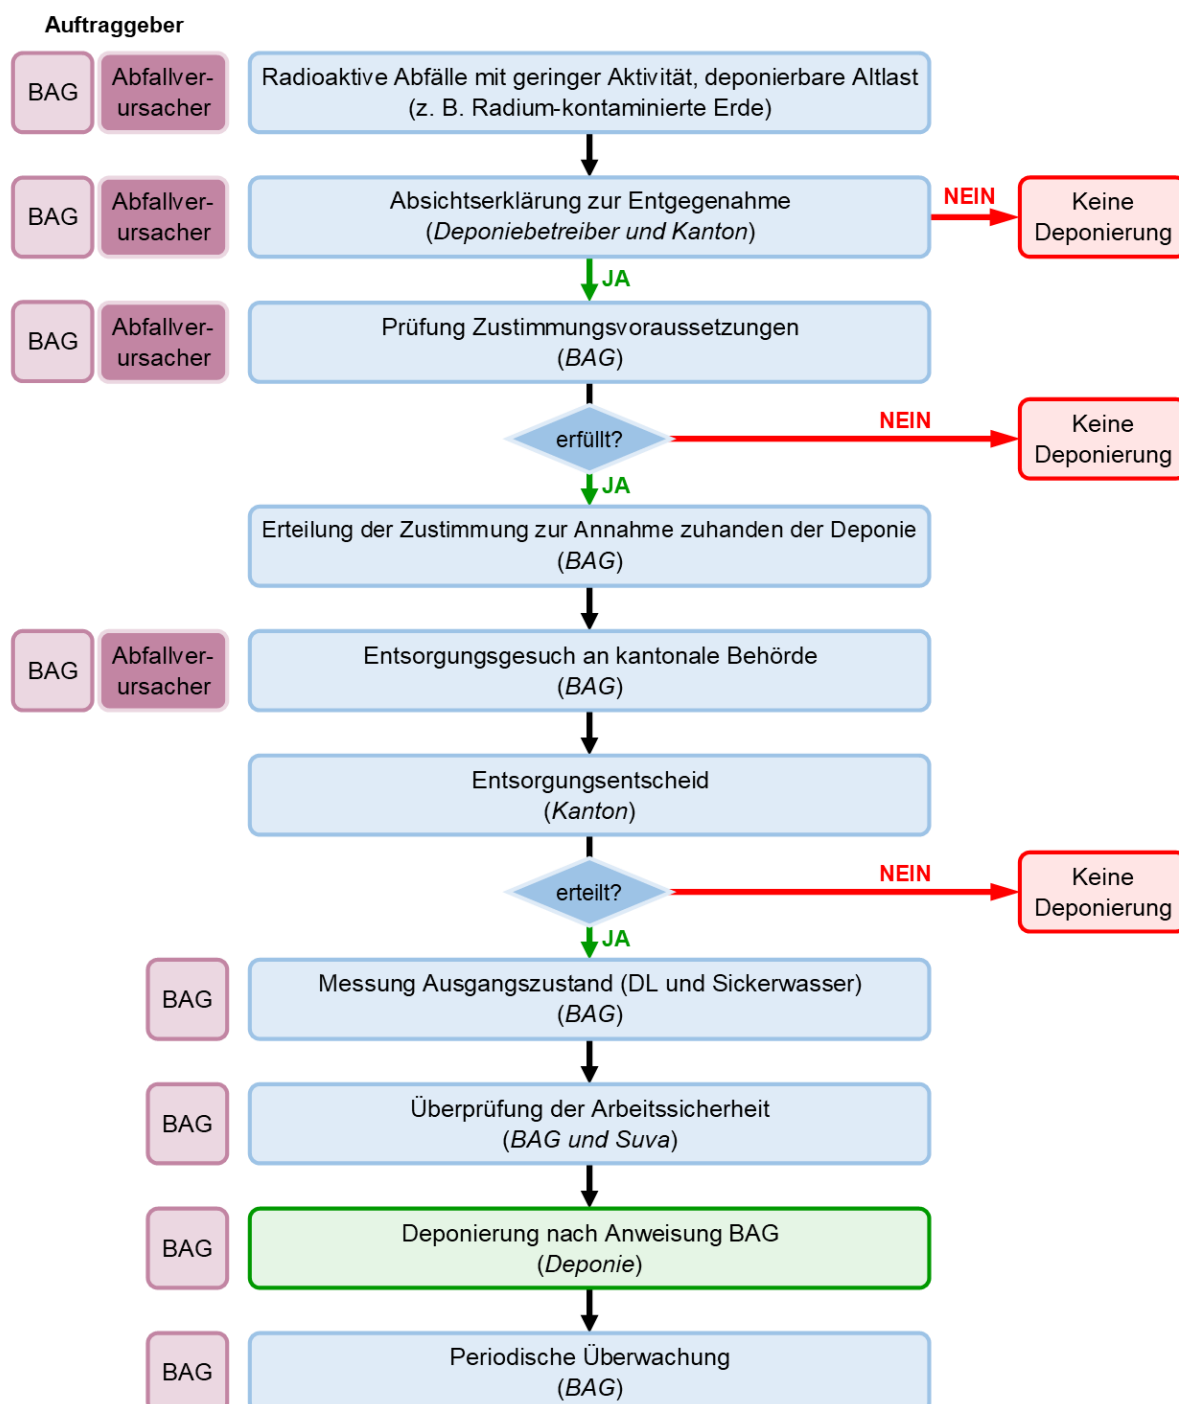 Auftraggeber
BAG
Abfallver-
ursacher
Radioaktive Abfälle mit geringer Aktivität, deponierbare Altlast
(z. B. Radium-kontaminierte Erde)
BAG
Abfallver-
ursacher
Absichtserklärung zur Entgegenahme
(Deponiebetreiber und Kanton)
NEIN
Keine
Deponierung
JA
BAG
Abfallver-
ursacher
Prüfung Zustimmungsvoraussetzungen
(BAG)
erfüllt?
NEIN
Keine
Deponierung
JA
Erteilung der Zustimmung zur Annahme zuhanden der Deponie
(BAG)
BAG
Abfallver-
ursacher
Entsorgungsgesuch an kantonale Behörde
(BAG)
Entsorgungsentscheid
(Kanton)
erteilt?
NEIN
Keine
Deponierung
JA
BAG
Messung Ausgangszustand (DL und Sickerwasser)
(BAG)
BAG
Überprüfung der Arbeitssicherheit
(BAG und Suva)
BAG
Deponierung nach Anweisung BAG
(Deponie)
BAG
Periodische Überwachung
(BAG)